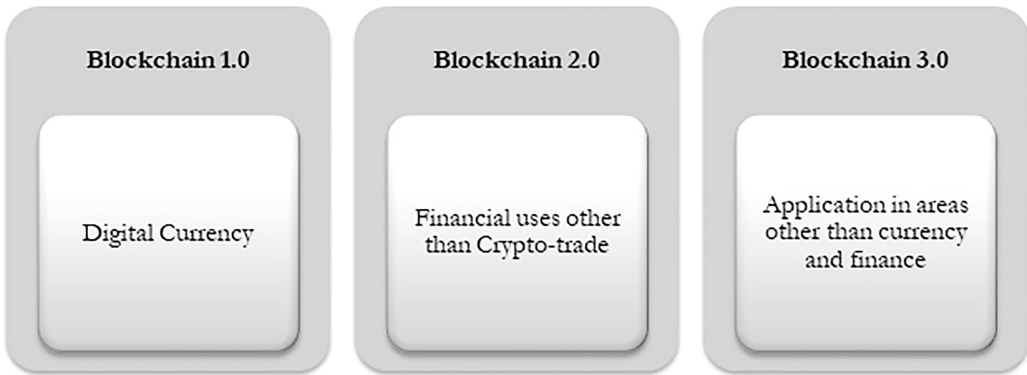 Blockchain 1.0
Digital Currency
Blockchain 2.0
Financial uses other
than Crypto-trade
Blockchain 3.0
Application in areas
other than currency
and finance